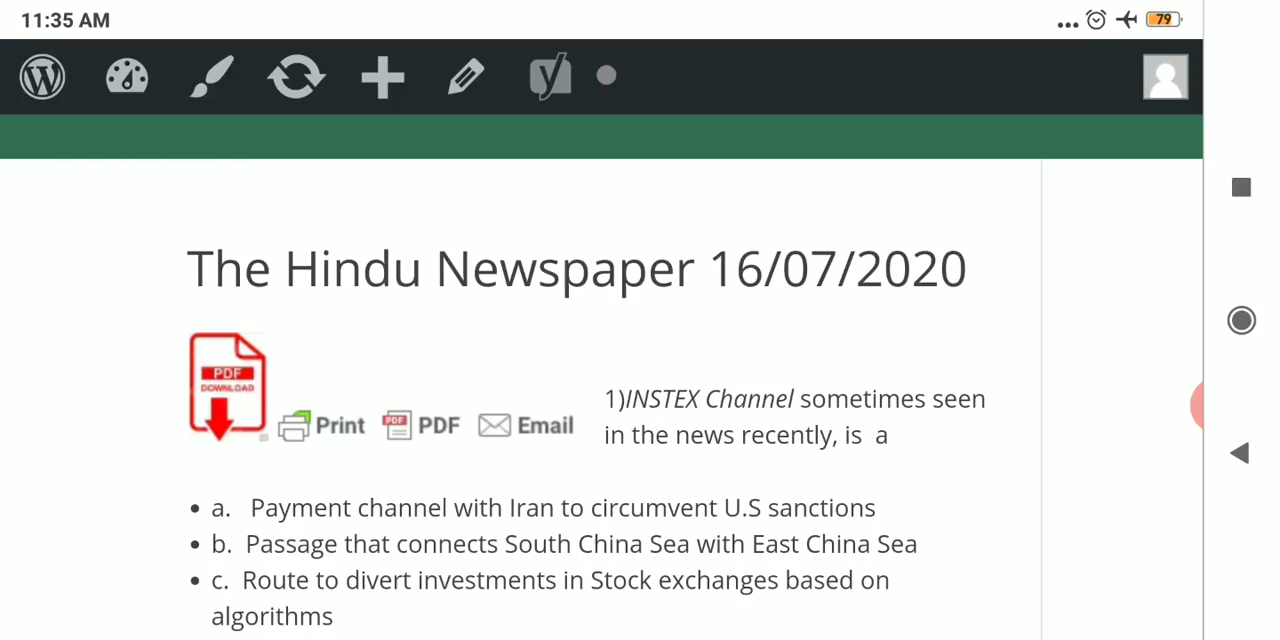 11:35 AM
79
The Hindu Newspaper 16/07/2020
PDF
DOWNLOAD
Print PDF PDF Email
1)INSTEX Channel sometimes seen
in the news recently, is a
a. Payment channel with Iran to circumvent U.S sanctions
b. Passage that connects South China Sea with East China Sea
c. Route to divert investments in Stock exchanges based on
algorithms